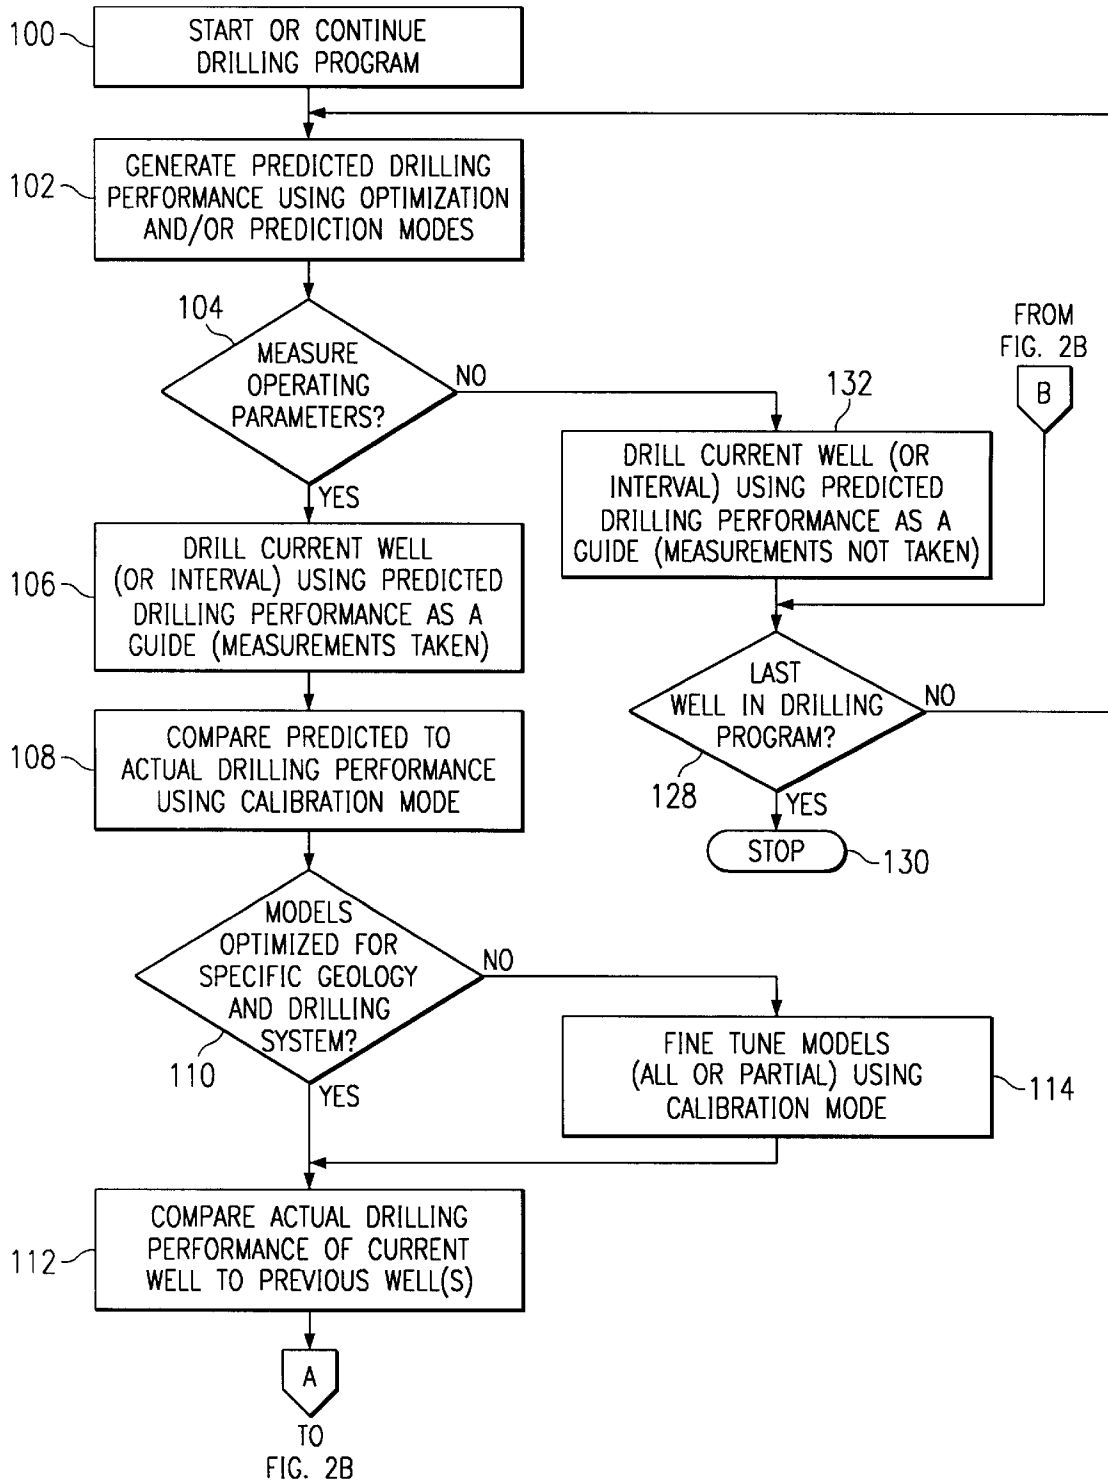 100
START OR CONTINUE
DRILLING PROGRAM
102
GENERATE PREDICTED DRILLING
PERFORMANCE USING OPTIMIZATION
AND/OR PREDICTION MODES
104
MEASURE
OPERATING
PARAMETERS?
NO
YES
FROM
FIG. 2B
B
132
DRILL CURRENT WELL (OR
INTERVAL) USING PREDICTED
DRILLING PERFORMANCE AS A
GUIDE (MEASUREMENTS NOT TAKEN)
106
DRILL CURRENT WELL
(OR INTERVAL) USING PREDICTED
DRILLING PERFORMANCE AS A
GUIDE (MEASUREMENTS TAKEN)
LAST
WELL IN DRILLING
PROGRAM?
NO
128
YES
STOP
130
108
COMPARE PREDICTED TO
ACTUAL DRILLING PERFORMANCE
USING CALIBRATION MODE
MODELS
OPTIMIZED FOR
SPECIFIC GEOLOGY
AND DRILLING
SYSTEM?
NO
110
YES
FINE TUNE MODELS
(ALL OR PARTIAL) USING
CALIBRATION MODE
114
112
COMPARE ACTUAL DRILLING
PERFORMANCE OF CURRENT
WELL TO PREVIOUS WELL(S)
A
TO
FIG. 2B